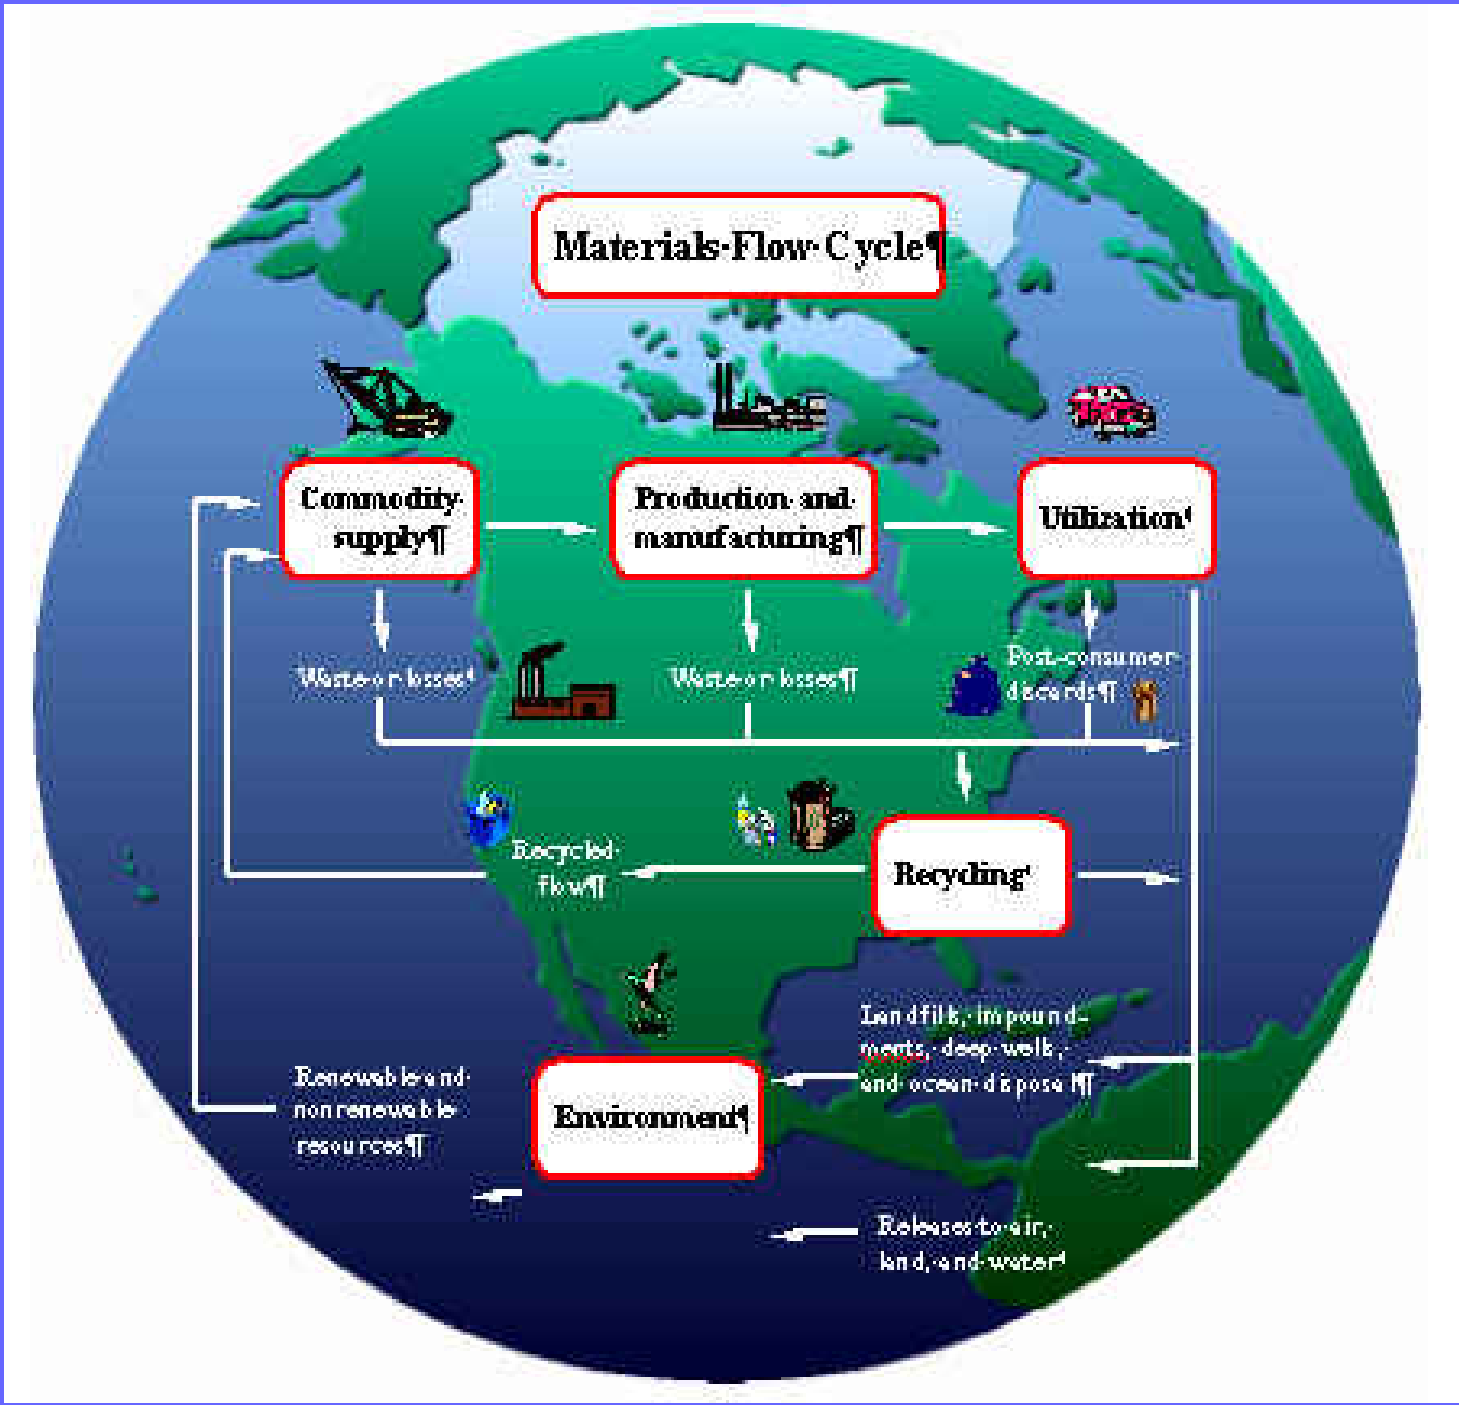 Materials·Flow·Cycle¶
Commodity·
supply¶
Production·and·
manufacturing¶
Utilization¶
Waste·or·losses¶
Waste·or·losses¶
Post-consumer·
discards¶
Recycled·
flow¶
Recycling¶
Landfills,·impound-
ments,·deep·wells,·
and·ocean·disposal¶
Renewable·and·
nonrenewable·
resources¶
Environment¶
Releases·to·air,·
land,·and·water¶